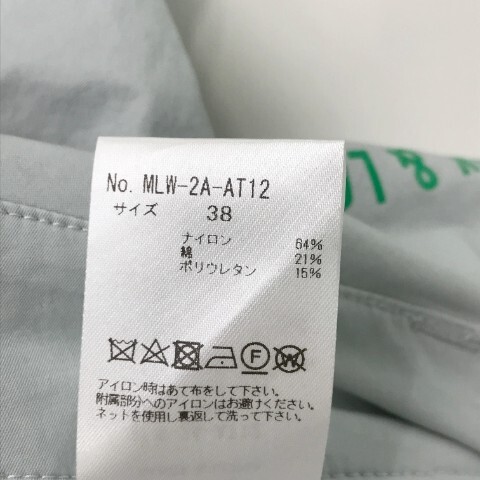 No. MLW-2A-AT12
サイズ 38
ナイロン 64%
綿 21%
ポリウレタン 15%
アイロン時はあて布をして下さい。
附属部分へのアイロンはお避けください。
ネットを使用し裏返して洗って下さい。